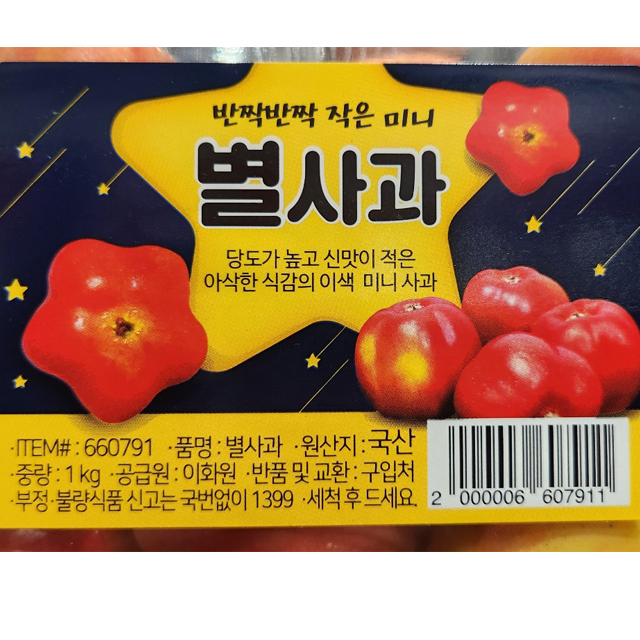 반짝반짝 작은 미니
별사과
당도가 높고 신맛이 적은
아삭한 식감의 이색 미니 사과
·ITEM# : 660791 ·품명 : 별사과 ·원산지 : 국산
·중량 : 1 kg ·공급원 : 이화원 ·반품 및 교환 : 구입처
·부정·불량식품 신고는 국번없이 1399 ·세척 후 드세요.
2 000006 607911